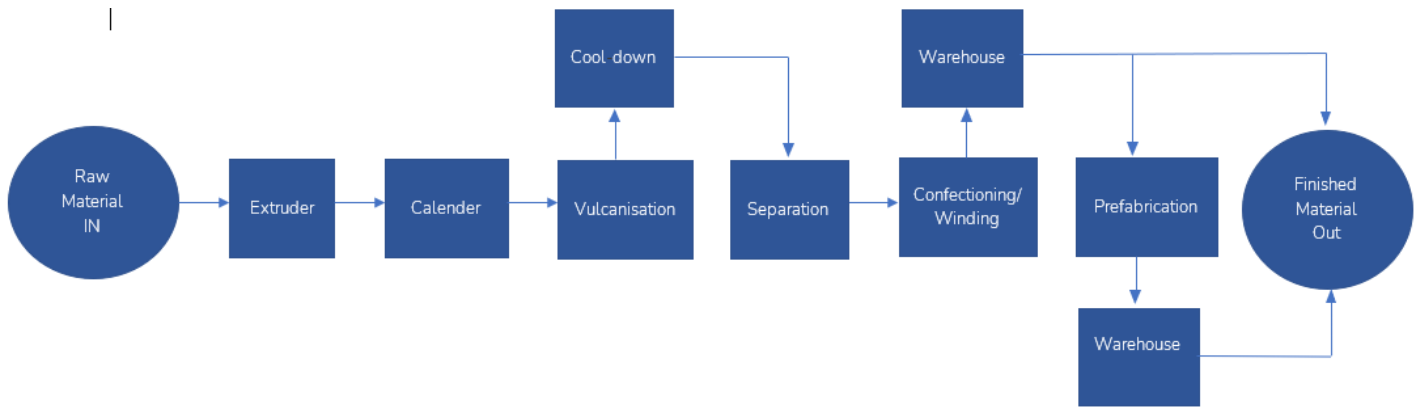 Raw
Material
IN
Extruder
Calender
Vulcanisation
Cool down
Separation
Confectioning/
Winding
Warehouse
Prefabrication
Warehouse
Finished
Material
Out